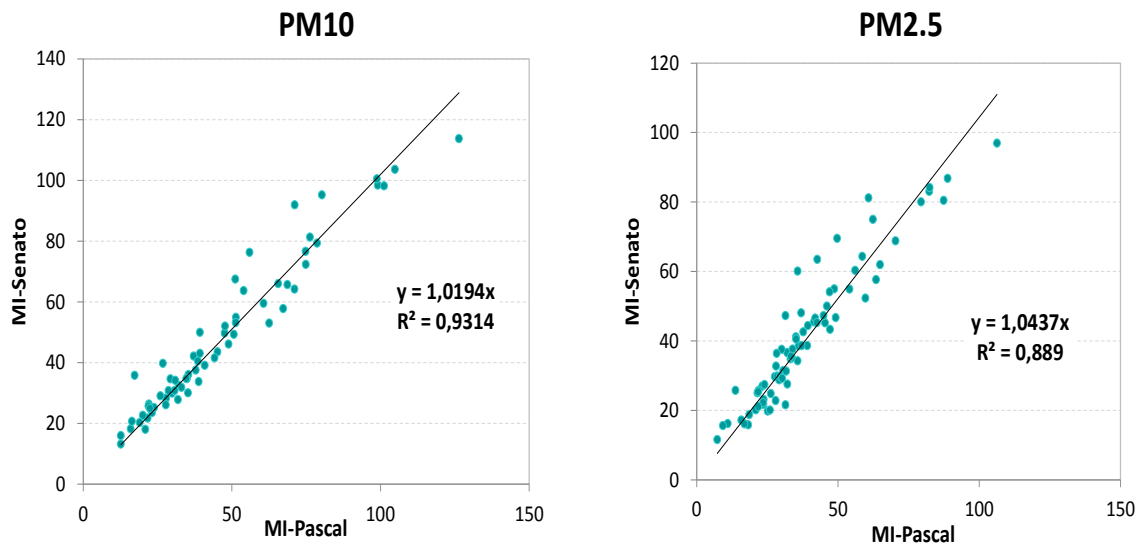 PM10
140
120
100
80
60
40
20
0
MI-Senato
y = 1,0194x
R² = 0,9314
0 50 100 150
MI-Pascal
PM2.5
120
100
80
60
40
20
0
MI-Senato
y = 1,0437x
R² = 0,889
0 50 100 150
MI-Pascal